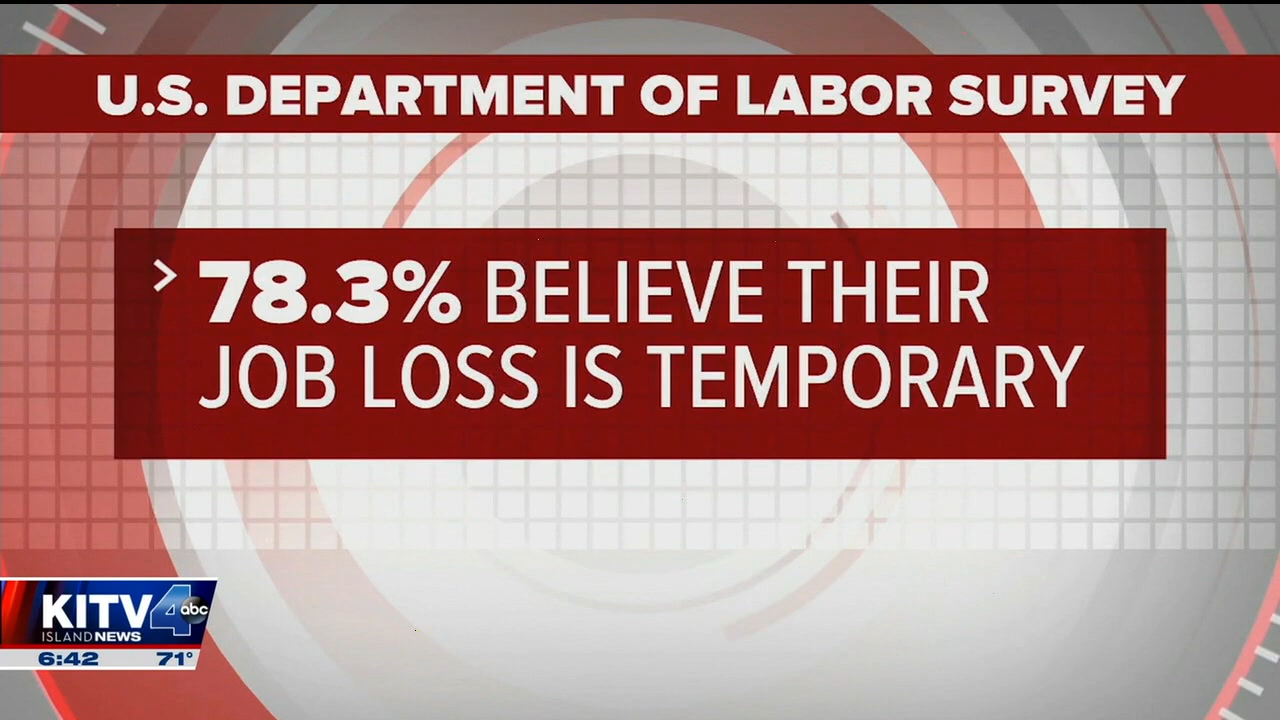 U.S. DEPARTMENT OF LABOR SURVEY
> 78.3% BELIEVE THEIR
JOB LOSS IS TEMPORARY
KITV4 abc
ISLAND NEWS
6:42 71°